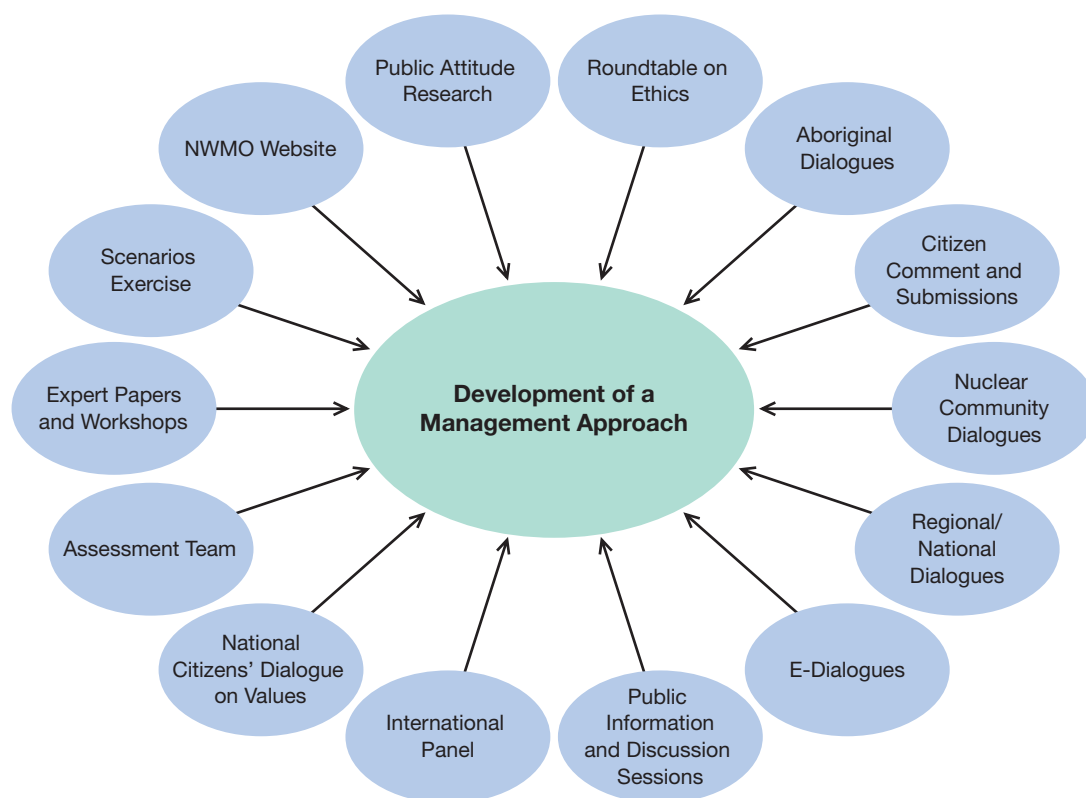 Public Attitude
Research
Roundtable on
Ethics
NWMO Website
Aboriginal
Dialogues
Scenarios
Exercise
Citizen
Comment and
Submissions
Expert Papers
and Workshops
Development of a
Management Approach
Nuclear
Community
Dialogues
Assessment Team
Regional/
National
Dialogues
National
Citizens’ Dialogue
on Values
E-Dialogues
International
Panel
Public
Information
and Discussion
Sessions